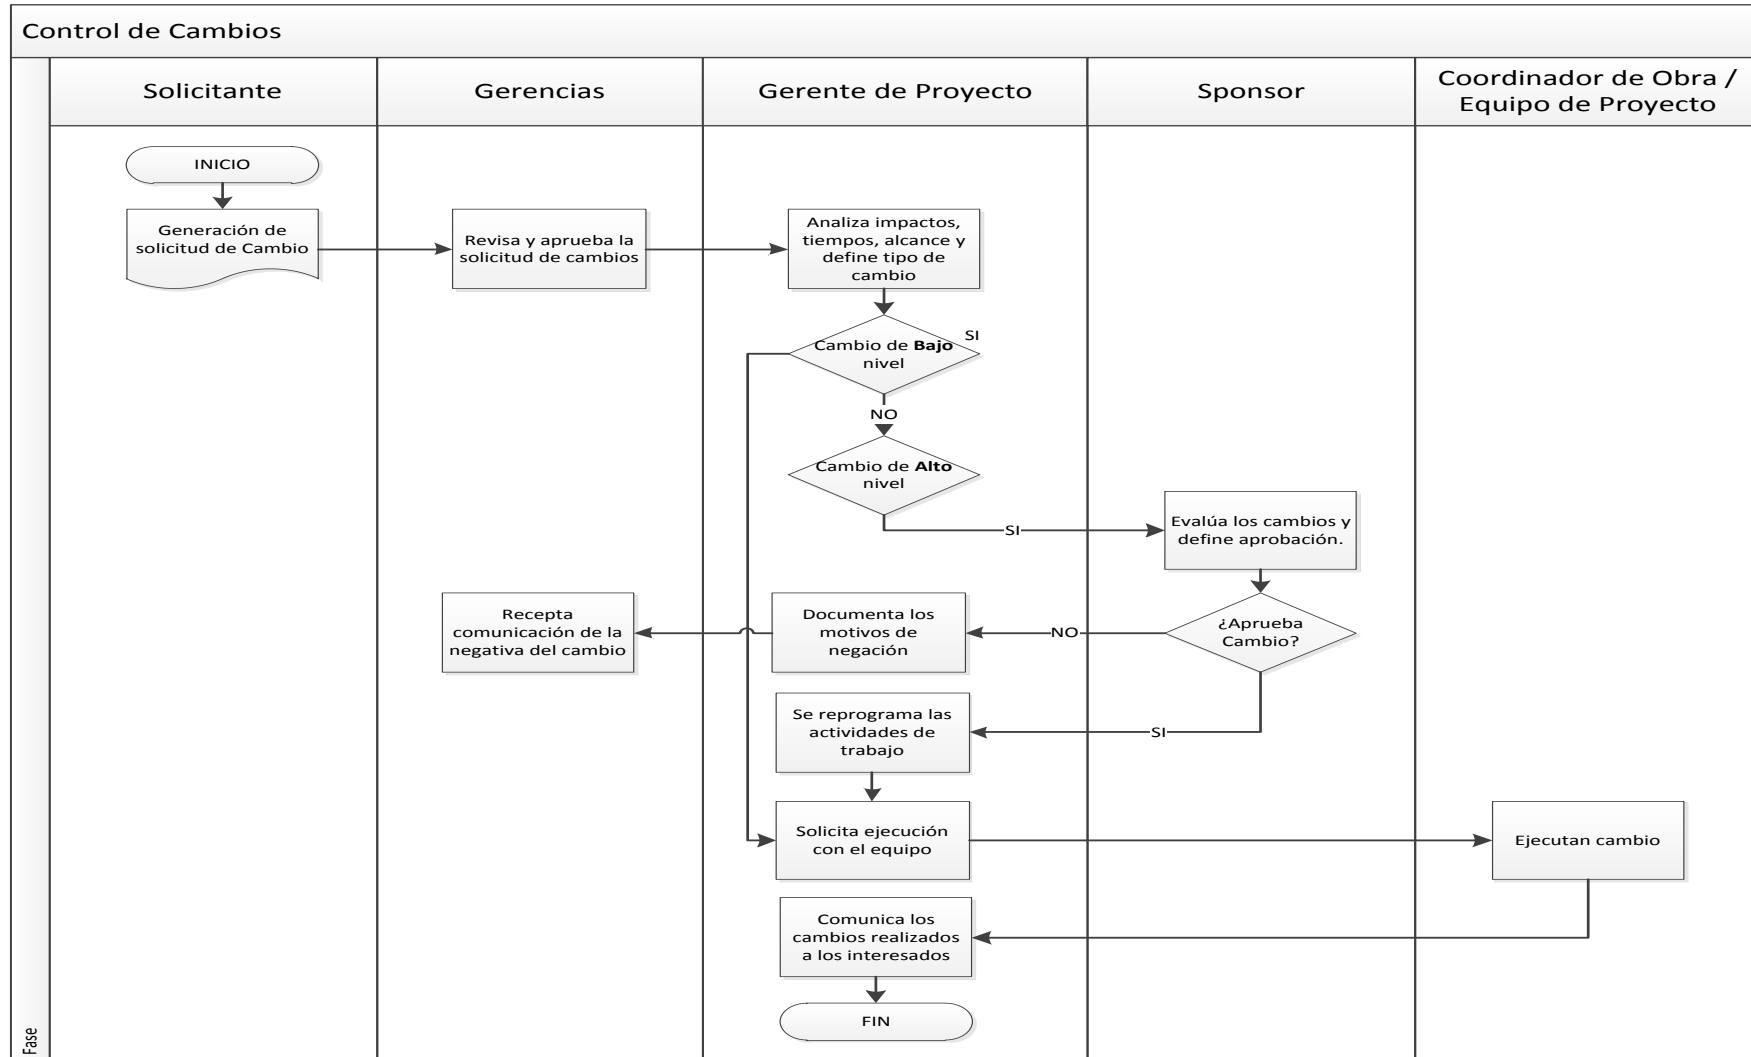 Control de Cambios
Solicitante
Gerencias
Gerente de Proyecto
Sponsor
Coordinador de Obra /
Equipo de Proyecto
INICIO
Generación de
solicitud de Cambio
Revisa y aprueba la
solicitud de cambios
Analiza impactos,
tiempos, alcance y
define tipo de
cambio
SI
Cambio de Bajo
nivel
NO
Cambio de Alto
nivel
SI
Evalúa los cambios y
define aprobación.
Recepta
comunicación de la
negativa del cambio
Documenta los
motivos de
negación
NO
¿Aprueba
Cambio?
Se reprograma las
actividades de
trabajo
SI
Solicita ejecución
con el equipo
Ejecutan cambio
Comunica los
cambios realizados
a los interesados
FIN
Fase